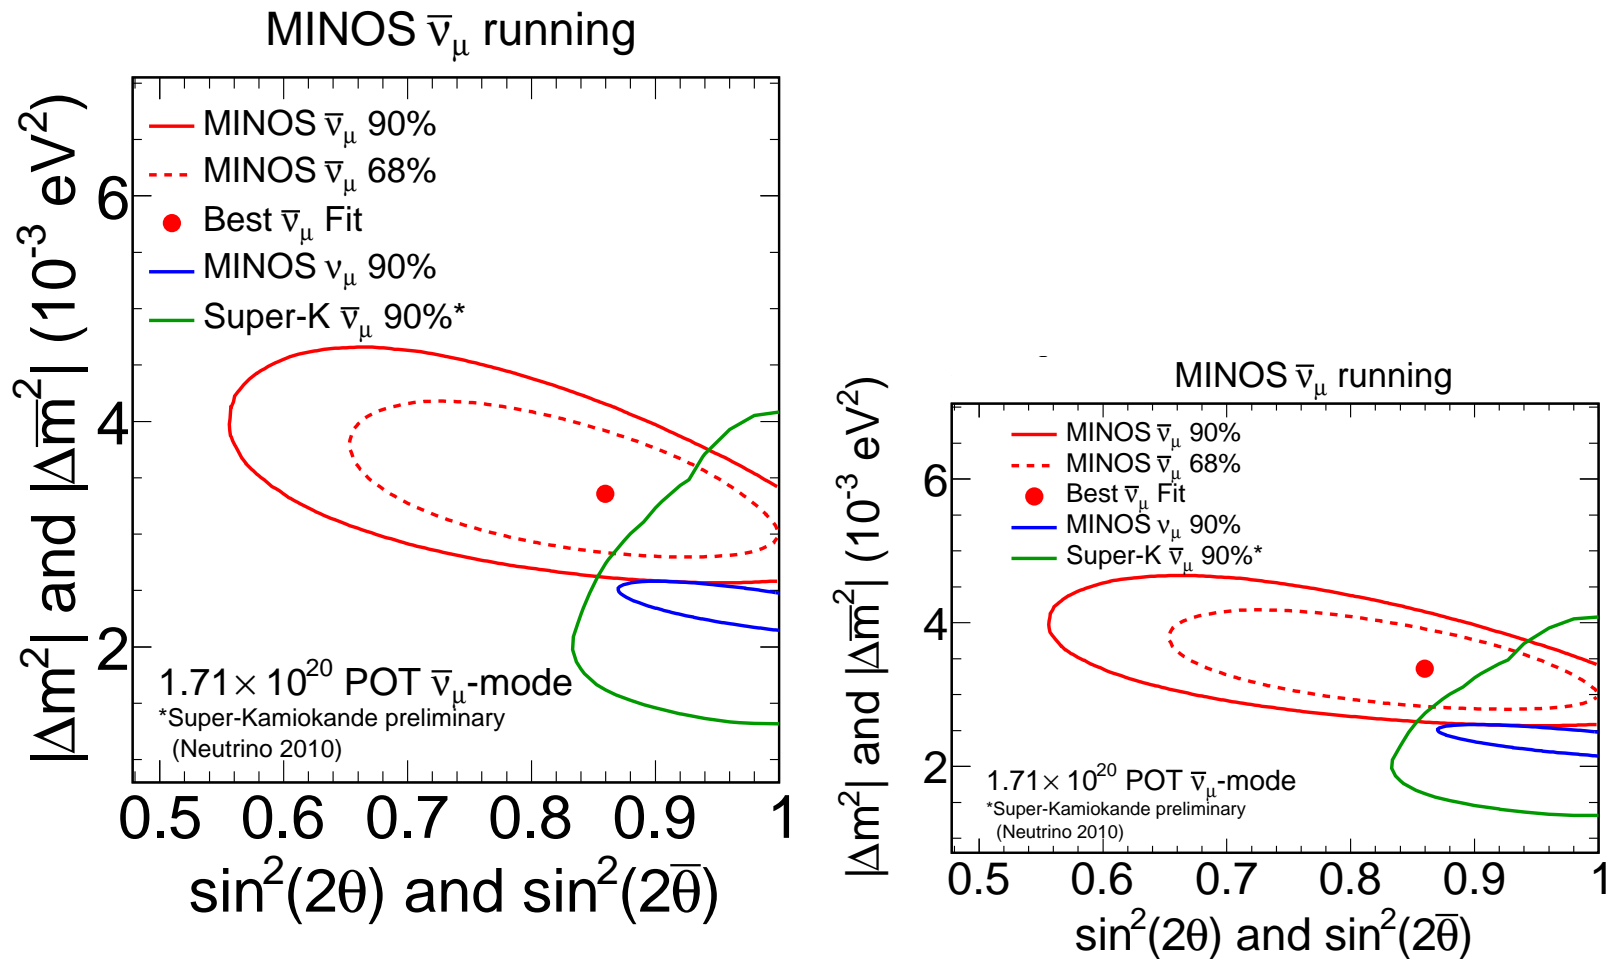 MINOS ν̅μ running
MINOS ν̅μ 90%
MINOS ν̅μ 68%
Best ν̅μ Fit
MINOS νμ 90%
Super-K ν̅μ 90%*
|Δm²| and |Δm̅²| (10⁻³ eV²)
6
4
2
1.71× 10²⁰ POT ν̅μ-mode
*Super-Kamiokande preliminary
(Neutrino 2010)
0.5 0.6 0.7 0.8 0.9 1
sin²(2θ) and sin²(2θ̅)
MINOS ν̅μ running
MINOS ν̅μ 90%
MINOS ν̅μ 68%
Best ν̅μ Fit
MINOS νμ 90%
Super-K ν̅μ 90%*
|Δm²| and |Δm̅²| (10⁻³ eV²)
6
4
2
1.71× 10²⁰ POT ν̅μ-mode
*Super-Kamiokande preliminary
(Neutrino 2010)
0.5 0.6 0.7 0.8 0.9 1
sin²(2θ) and sin²(2θ̅)